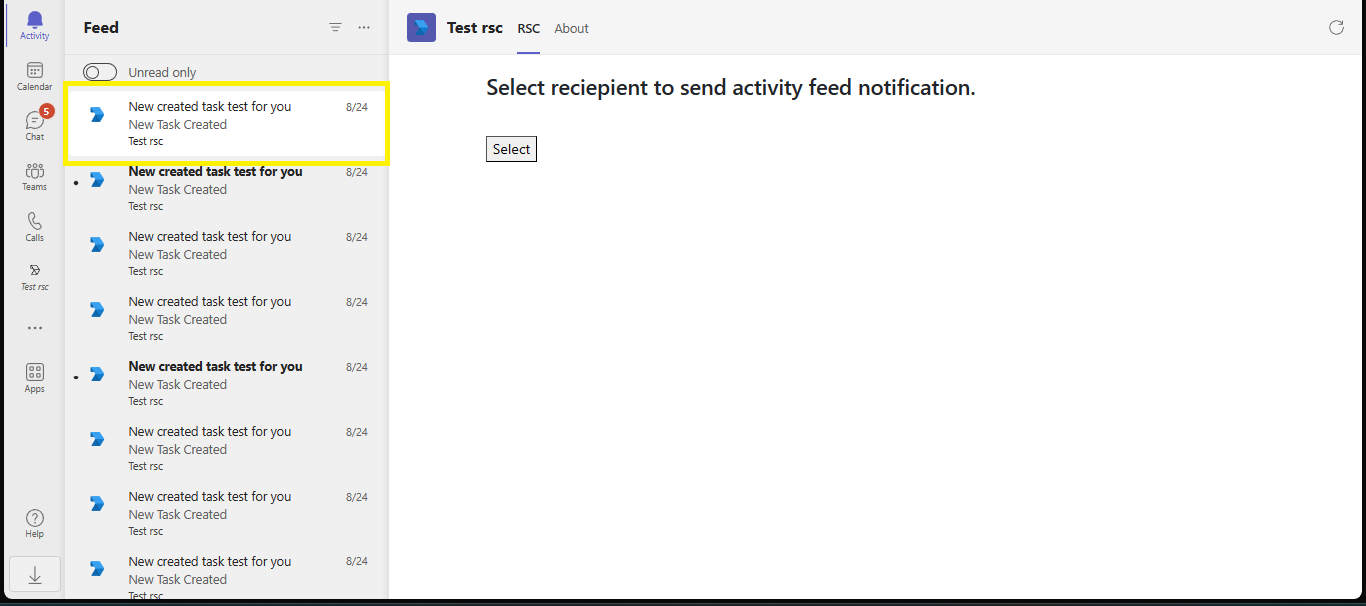 Activity
Calendar
5
Chat
Teams
Calls
Test rsc
Apps
Help
Feed
Unread only
New created task test for you 8/24
New Task Created
Test rsc
New created task test for you 8/24
New Task Created
Test rsc
New created task test for you 8/24
New Task Created
Test rsc
New created task test for you 8/24
New Task Created
Test rsc
New created task test for you 8/24
New Task Created
Test rsc
New created task test for you 8/24
New Task Created
Test rsc
New created task test for you 8/24
New Task Created
Test rsc
New created task test for you 8/24
New Task Created
Test rsc
Test rsc RSC About
Select reciepient to send activity feed notification.
Select